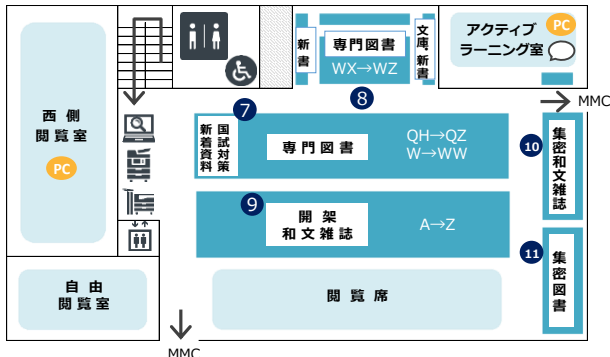 新書
専門図書
WX→WZ
文庫、新書
アクティブ
ラーニング室
PC
MMC
8
西側
閲覧室
PC
7
国試対策
新着資料
専門図書
QH→QZ
W→WW
10
集密和文雑誌
9
開架
和文雑誌
A→Z
11
集密図書
自由
閲覧室
閲覧席
MMC